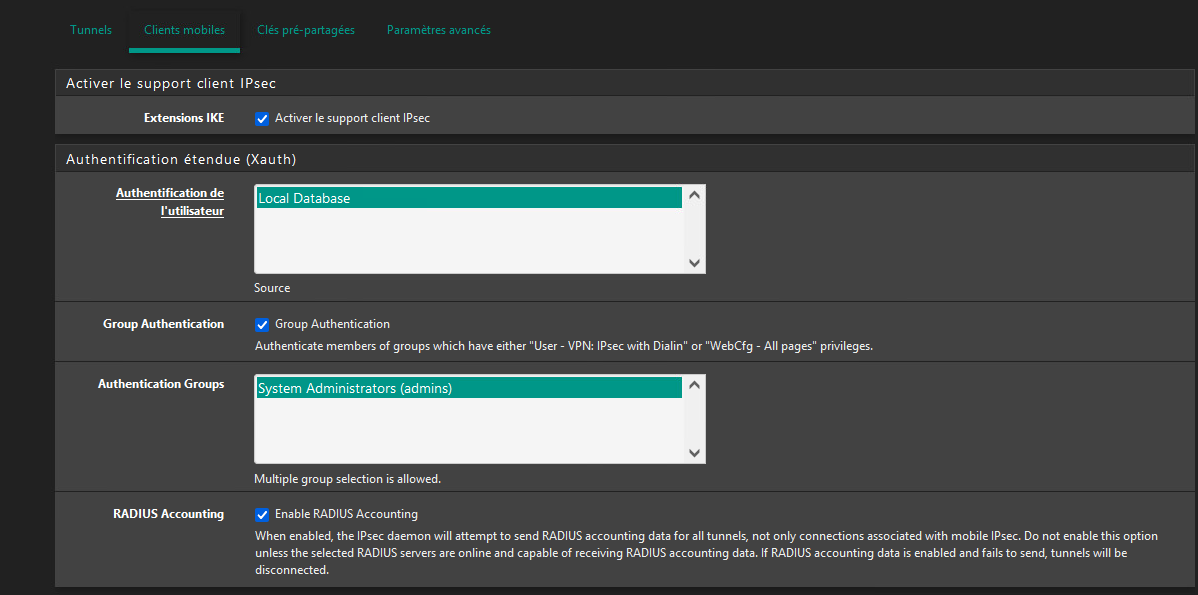 Tunnels Clients mobiles Clés pré-partagées Paramètres avancés
Activer le support client IPsec
Extensions IKE Activer le support client IPsec
Authentification étendue (Xauth)
Authentification de
l'utilisateur
Local Database
Source
Group Authentication Group Authentication
Authenticate members of groups which have either "User - VPN: IPsec with Dialin" or "WebCfg - All pages" privileges.
Authentication Groups
System Administrators (admins)
Multiple group selection is allowed.
RADIUS Accounting Enable RADIUS Accounting
When enabled, the IPsec daemon will attempt to send RADIUS accounting data for all tunnels, not only connections associated with mobile IPsec. Do not enable this option
unless the selected RADIUS servers are online and capable of receiving RADIUS accounting data. If RADIUS accounting data is enabled and fails to send, tunnels will be
disconnected.